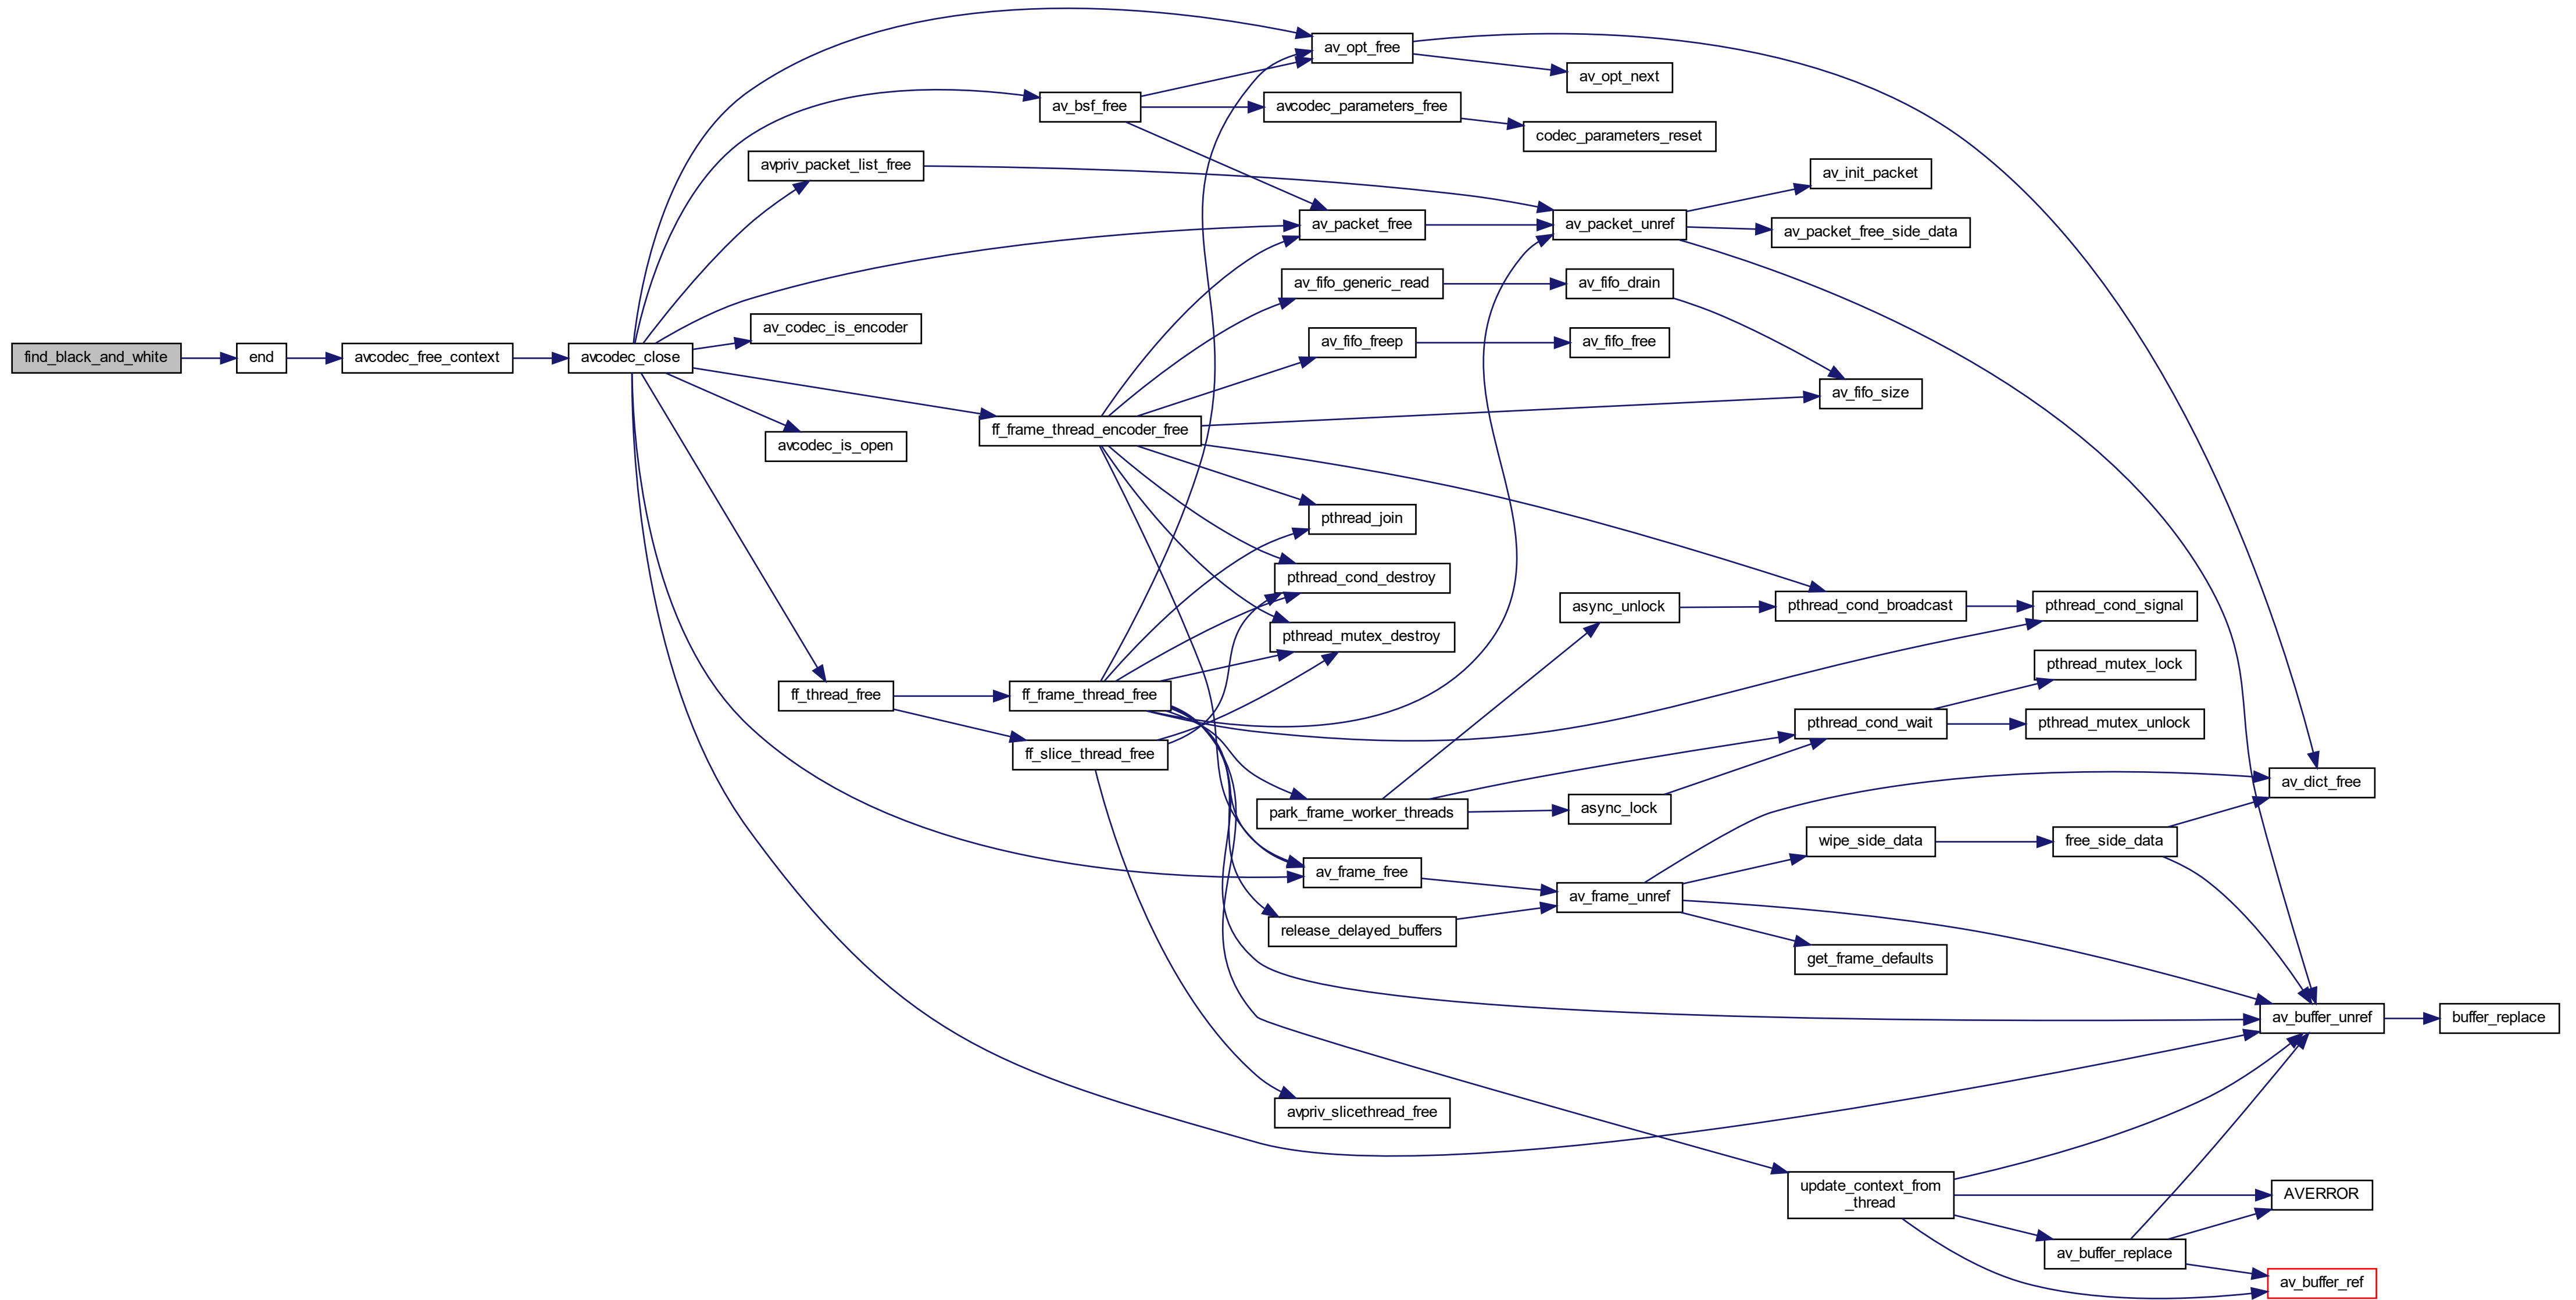 find_black_and_white
end
avcodec_free_context
avcodec_close
av_opt_free
av_opt_next
av_bsf_free
avcodec_parameters_free
codec_parameters_reset
avpriv_packet_list_free
av_init_packet
av_packet_free
av_packet_unref
av_packet_free_side_data
av_fifo_generic_read
av_fifo_drain
av_codec_is_encoder
av_fifo_freep
av_fifo_free
av_fifo_size
ff_frame_thread_encoder_free
avcodec_is_open
pthread_join
pthread_cond_destroy
async_unlock
pthread_cond_broadcast
pthread_cond_signal
pthread_mutex_destroy
pthread_mutex_lock
ff_thread_free
ff_frame_thread_free
pthread_cond_wait
pthread_mutex_unlock
ff_slice_thread_free
av_dict_free
park_frame_worker_threads
async_lock
wipe_side_data
free_side_data
av_frame_free
av_frame_unref
release_delayed_buffers
get_frame_defaults
av_buffer_unref
buffer_replace
avpriv_slicethread_free
update_context_from
_thread
AVERROR
av_buffer_replace
av_buffer_ref